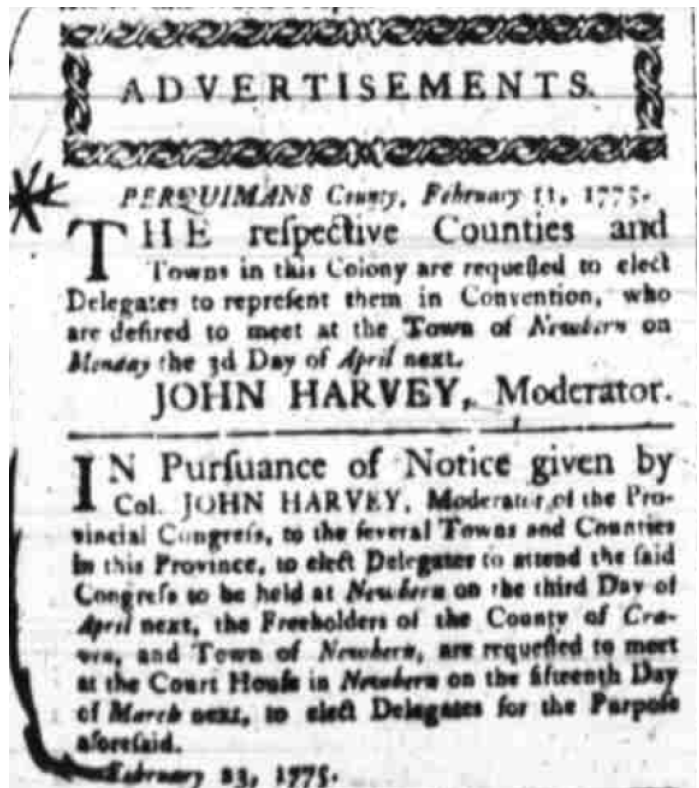 ADVERTISEMENTS.
PERQUIMANS County, February 11, 1775.
THE reſpective Counties and
Towns in this Colony are requeſted to elect
Delegates to repreſent them in Convention, who
are deſired to meet at the Town of Newbern on
Monday the 3d Day of April next.
JOHN HARVEY, Moderator.
IN Purſuance of Notice given by
Col. JOHN HARVEY, Moderator of the Pro-
vincial Congreſs, to the ſeveral Towns and Counties
in this Province, to elect Delegates to attend the ſaid
Congreſs to be held at Newbern on the third Day of
April next, the Freeholders of the County of Cra-
ven, and Town of Newbern, are requeſted to meet
at the Court Houſe in Newbern on the fifteenth Day
of March next, to elect Delegates for the Purpoſe
aforeſaid.
February 23, 1775.